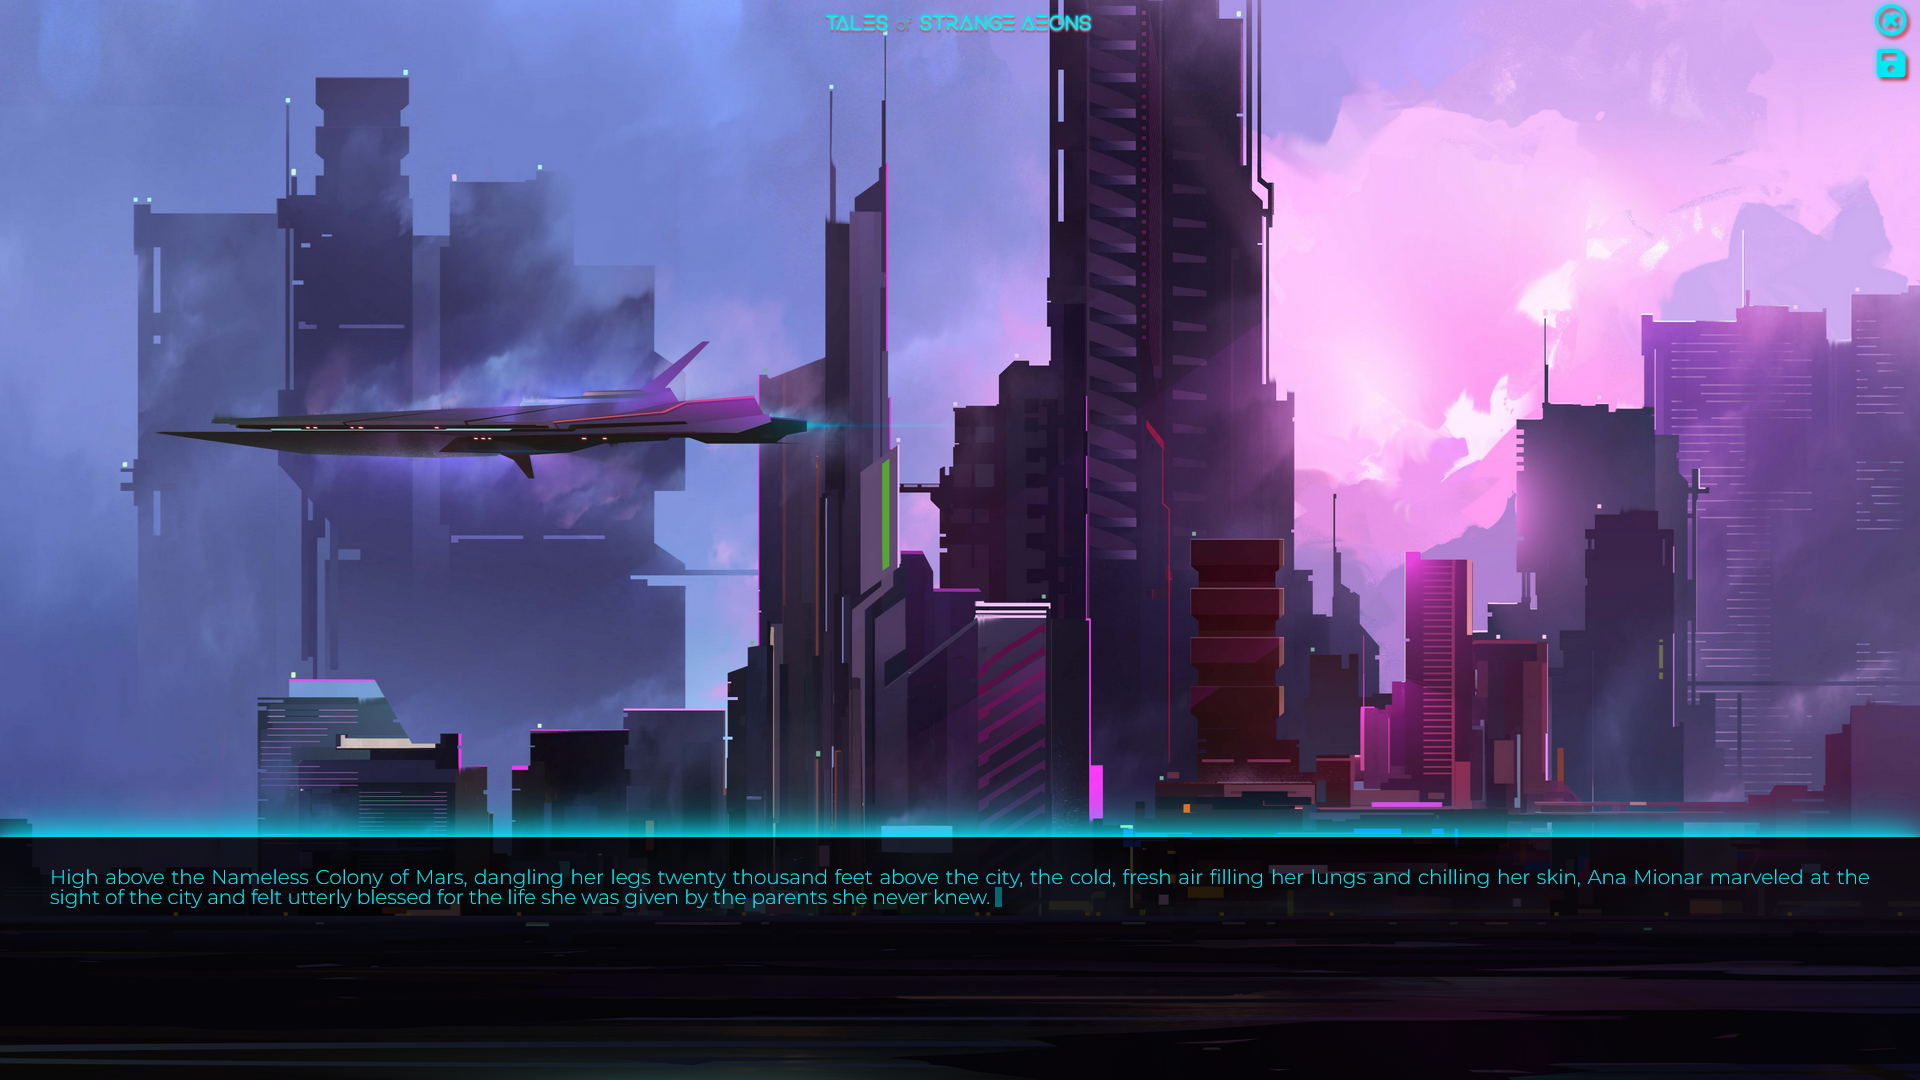 TALES of STRANGE AEONS
High above the Nameless Colony of Mars, dangling her legs twenty thousand feet above the city, the cold, fresh air filling her lungs and chilling her skin, Ana Mionar marveled at the
sight of the city and felt utterly blessed for the life she was given by the parents she never knew.